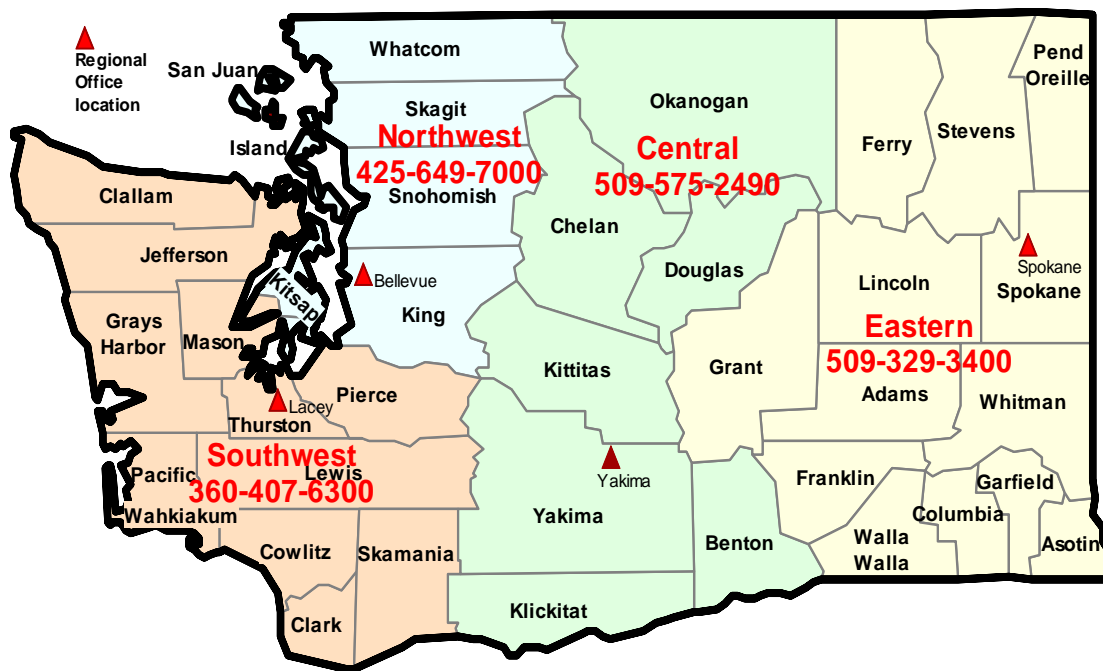 Regional
Office
location
San Juan
Whatcom
Skagit
Island
Northwest
425-649-7000
Snohomish
Okanogan
Central
509-575-2490
Ferry
Stevens
Pend
Oreille
Clallam
Jefferson
Chelan
Douglas
Kitsap
Bellevue
King
Grays
Harbor
Mason
Lincoln
Spokane
Spokane
Eastern
509-329-3400
Kittitas
Grant
Adams
Whitman
Pierce
Lacey
Thurston
Southwest
360-407-6300
Lewis
Pacific
Wahkiakum
Yakima
Yakima
Franklin
Garfield
Columbia
Walla
Walla
Asotin
Benton
Cowlitz
Skamania
Klickitat
Clark